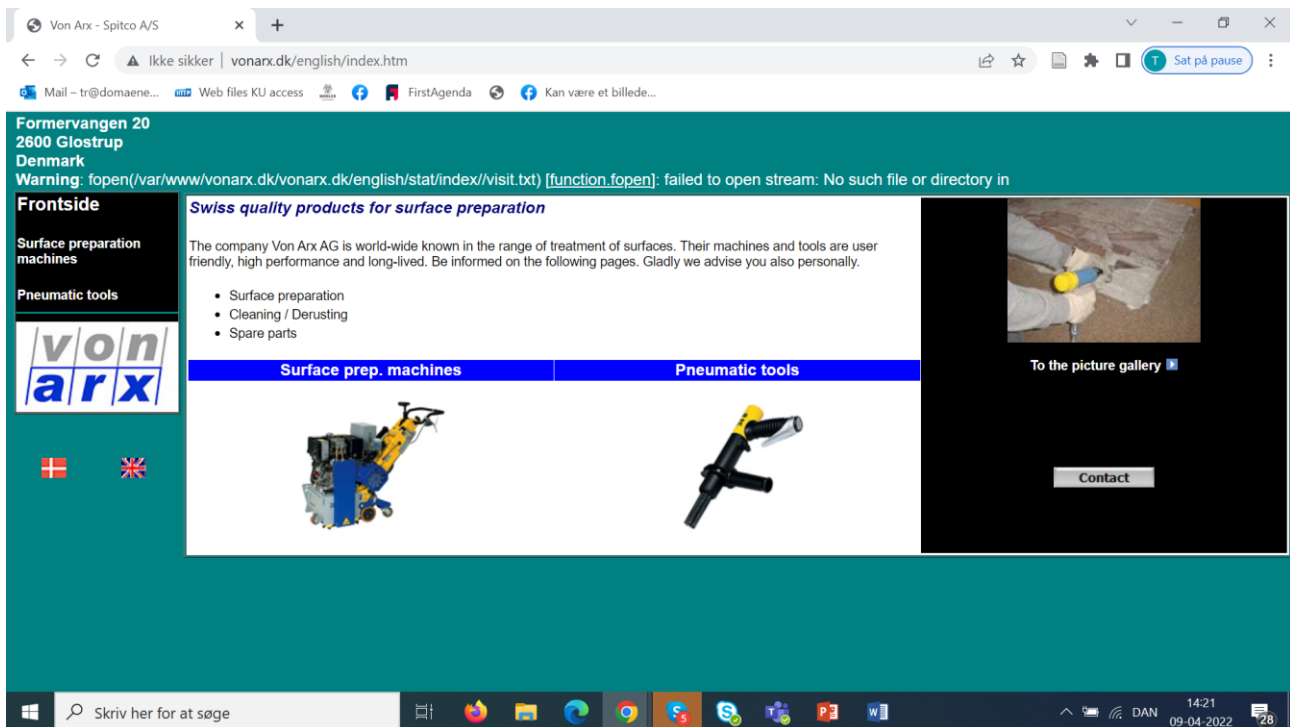 Von Arx - Spitco A/S
Ikke sikker | vonarx.dk/english/index.htm
T Sat på pause
Mail – tr@domaene... Web files KU access FirstAgenda Kan være et billede...
Formervangen 20
2600 Glostrup
Denmark
Warning: fopen(/var/www/vonarx.dk/vonarx.dk/english/stat/index//visit.txt) [function.fopen]: failed to open stream: No such file or directory in
Frontside
Surface preparation
machines
Pneumatic tools
von
arx
Swiss quality products for surface preparation
The company Von Arx AG is world-wide known in the range of treatment of surfaces. Their machines and tools are user
friendly, high performance and long-lived. Be informed on the following pages. Gladly we advise you also personally.
• Surface preparation
• Cleaning / Derusting
• Spare parts
Surface prep. machines Pneumatic tools
To the picture gallery
Contact
Skriv her for at søge
DAN
14:21
09-04-2022
28